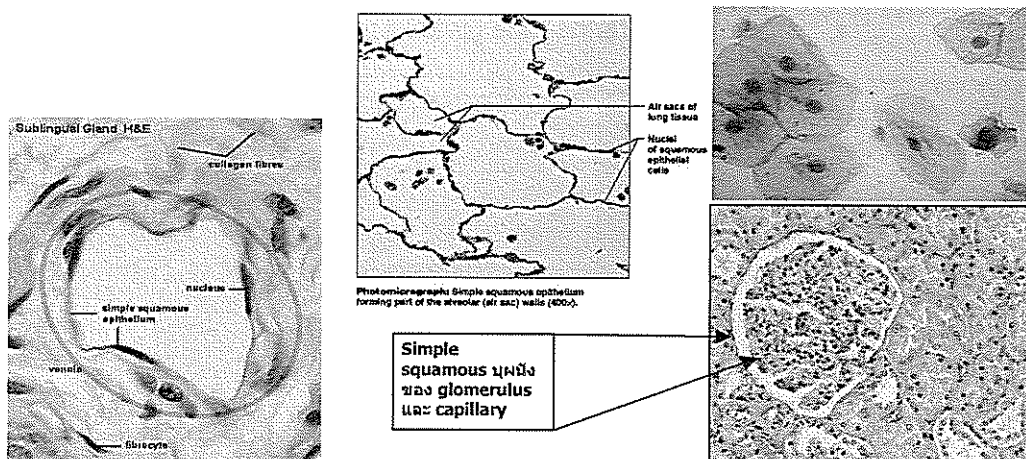 Sublingual Gland H&E
collagen fibres
nucleus
simple squamous
epithelium
venule
fibrocyte
Air sacs of
lung tissue
Nuclei
of squamous
epithelial
cells
Photomicrograph: Simple squamous epithelium
forming part of the alveolar (air sac) walls (400x).
Simple
squamous บุผนัง
ของ glomerulus
และ capillary